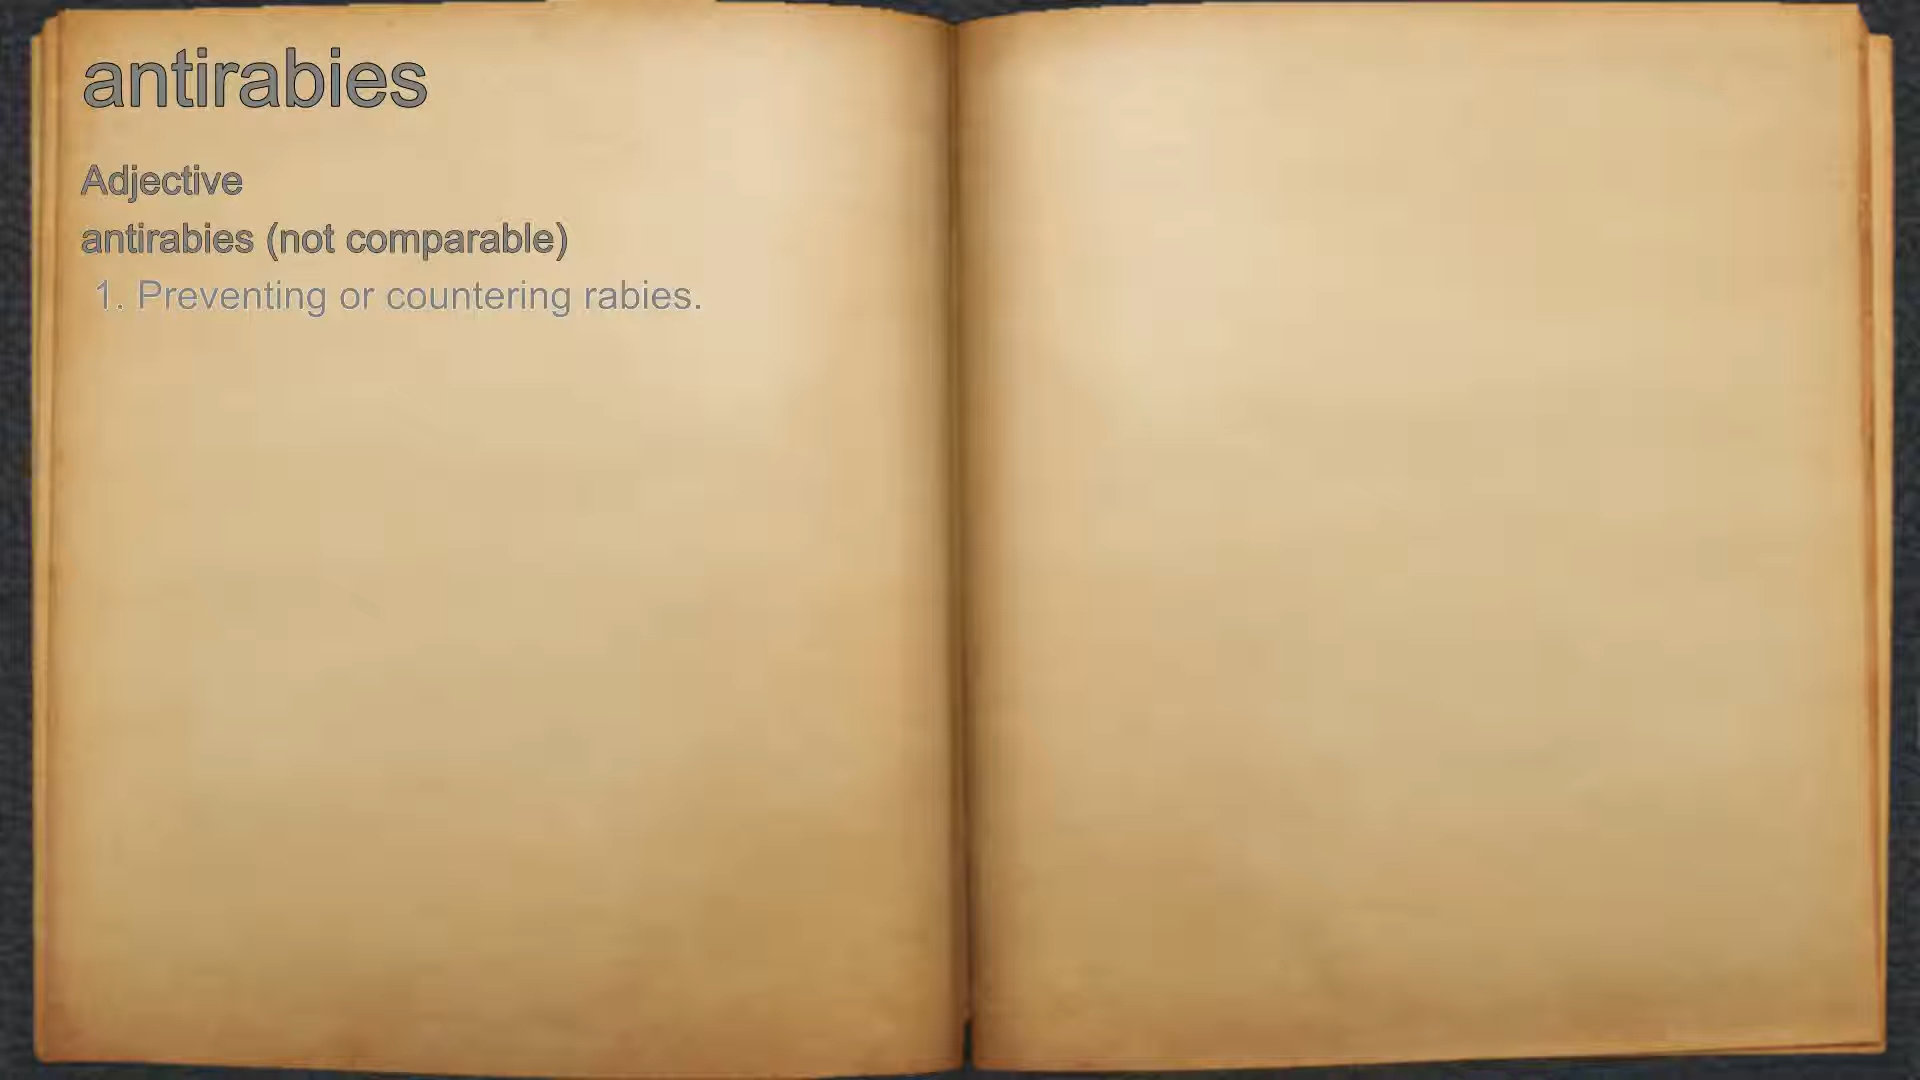 antirabies
Adjective
antirabies (not comparable)
1. Preventing or countering rabies.